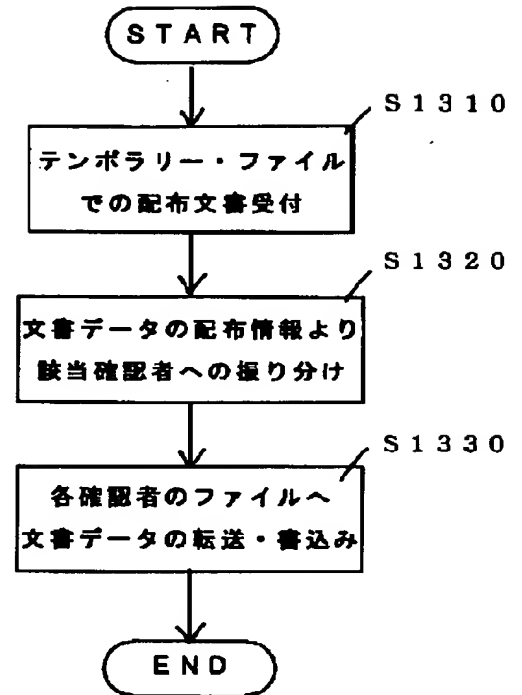 START
S1310
テンポラリー・ファイル
での配布文書受付
S1320
文書データの配布情報より
該当確認者への振り分け
S1330
各確認者のファイルへ
文書データの転送・書込み
END